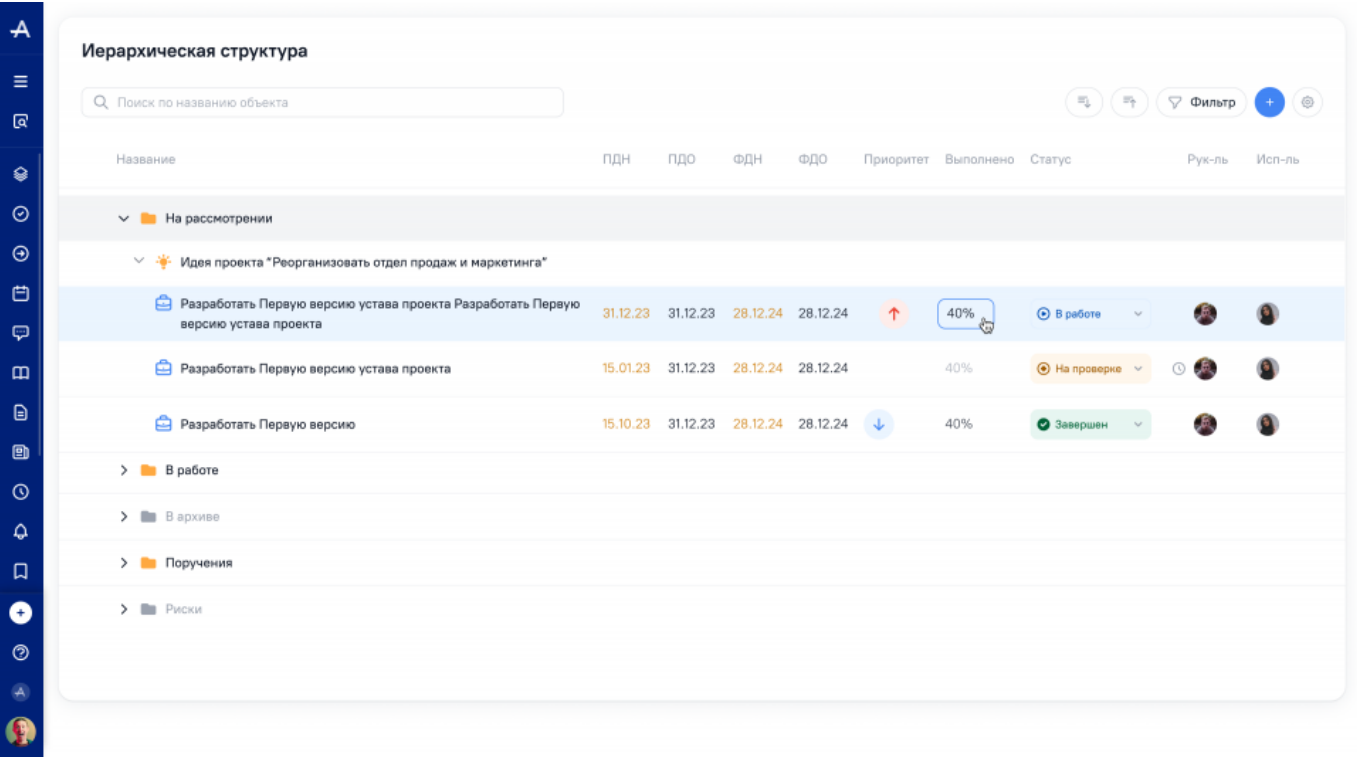 Иерархическая структура
Поиск по названию объекта
Фильтр
Название ПДН ПДО ФДН ФДО Приоритет Выполнено Статус Рук-ль Исп-ль
На рассмотрении
Идея проекта "Реорганизовать отдел продаж и маркетинга"
Разработать Первую версию устава проекта Разработать Первую
версию устава проекта
31.12.23 31.12.23 28.12.24 28.12.24 40% В работе
Разработать Первую версию устава проекта 15.01.23 31.12.23 28.12.24 28.12.24 40% На проверке
Разработать Первую версию 15.10.23 31.12.23 28.12.24 28.12.24 40% Завершен
В работе
В архиве
Поручения
Риски